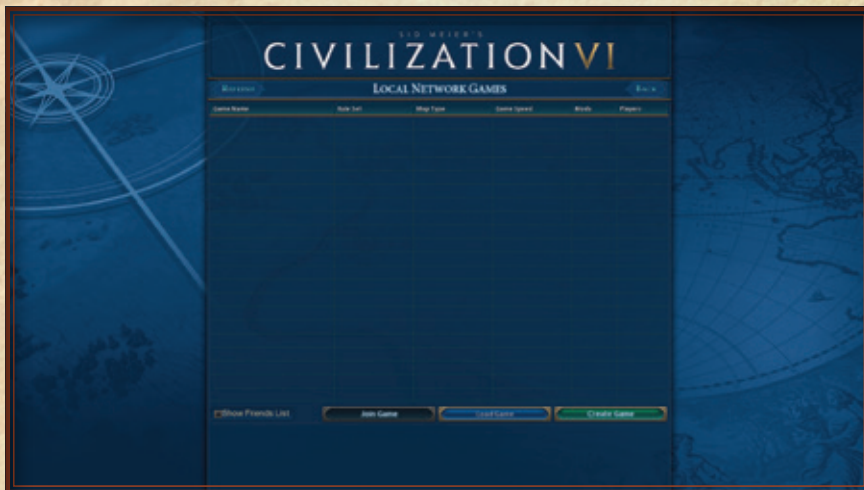 SID MEIER'S
CIVILIZATION VI
REFRESH LOCAL NETWORK GAMES BACK
Game Name Rule Set Map Type Game Speed Mods Players
Show Friends List Join Game Load Game Create Game